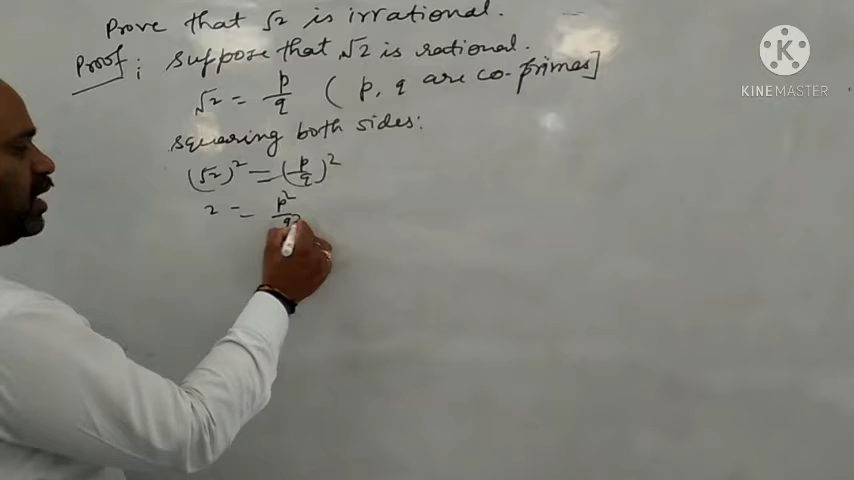 Prove that √2 is irrational.
Proof; Suppose that √2 is rational.
√2 = p/q ( p, q are co-primes]
squaring both sides:
(√2)² = (p/q)²
2 = p²/q²
K
KINEMASTER